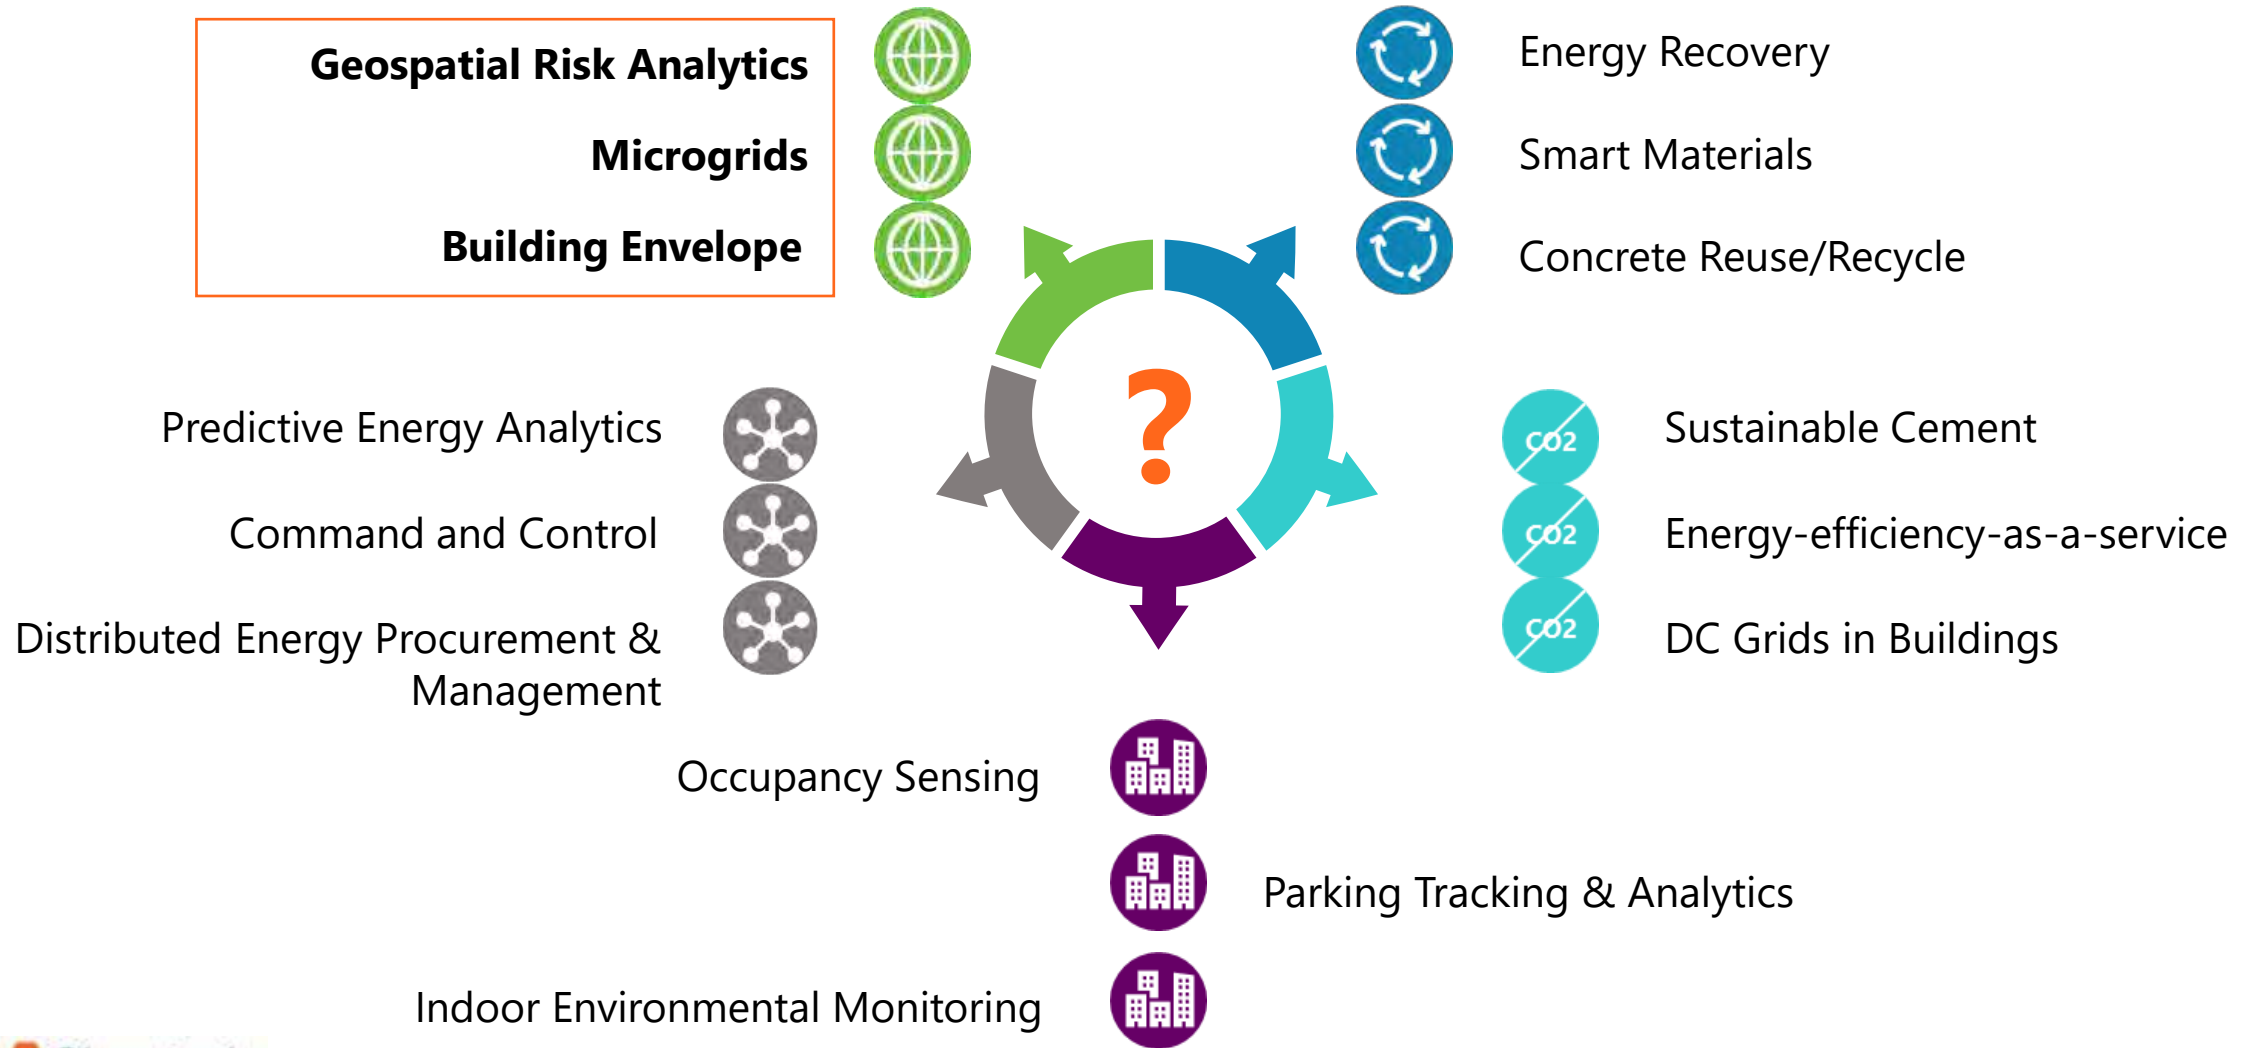 Geospatial Risk Analytics
Microgrids
Building Envelope
Energy Recovery
Smart Materials
Concrete Reuse/Recycle
?
Predictive Energy Analytics
Command and Control
Distributed Energy Procurement &
Management
CO2
Sustainable Cement
CO2
Energy-efficiency-as-a-service
CO2
DC Grids in Buildings
Occupancy Sensing
Parking Tracking & Analytics
Indoor Environmental Monitoring